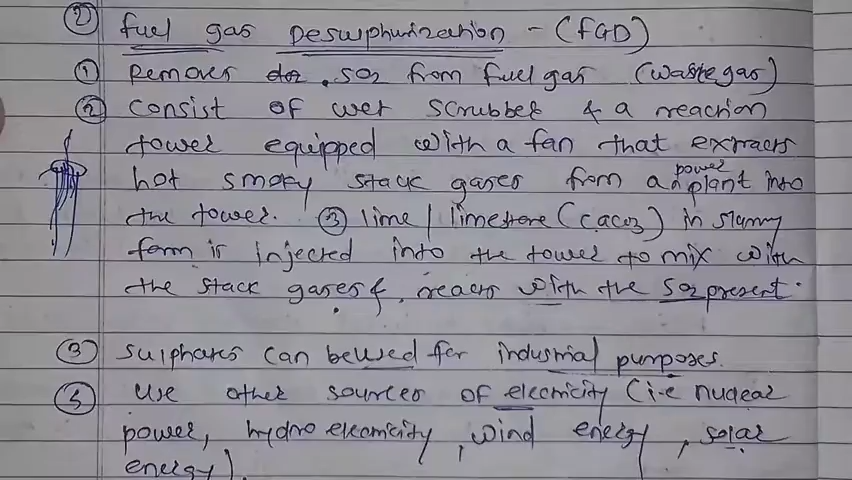 ② fuel gas Desulphurization - (FGD)
① Removes SO2 from fuel gas (waste gas)
② consist of wet scrubber & a reaction
tower equipped with a fan that extracts
hot smoky stack gases from a power plant into
the tower. ③ lime / limestone (CaCO3) in slurry
form is injected into the tower to mix with
the stack gases & reacts with the SO2 present.
③ sulphates can be used for industrial purposes.
⑤ Use other sources of electricity (i.e nuclear
power, hydroelectricity, wind energy, solar
energy).